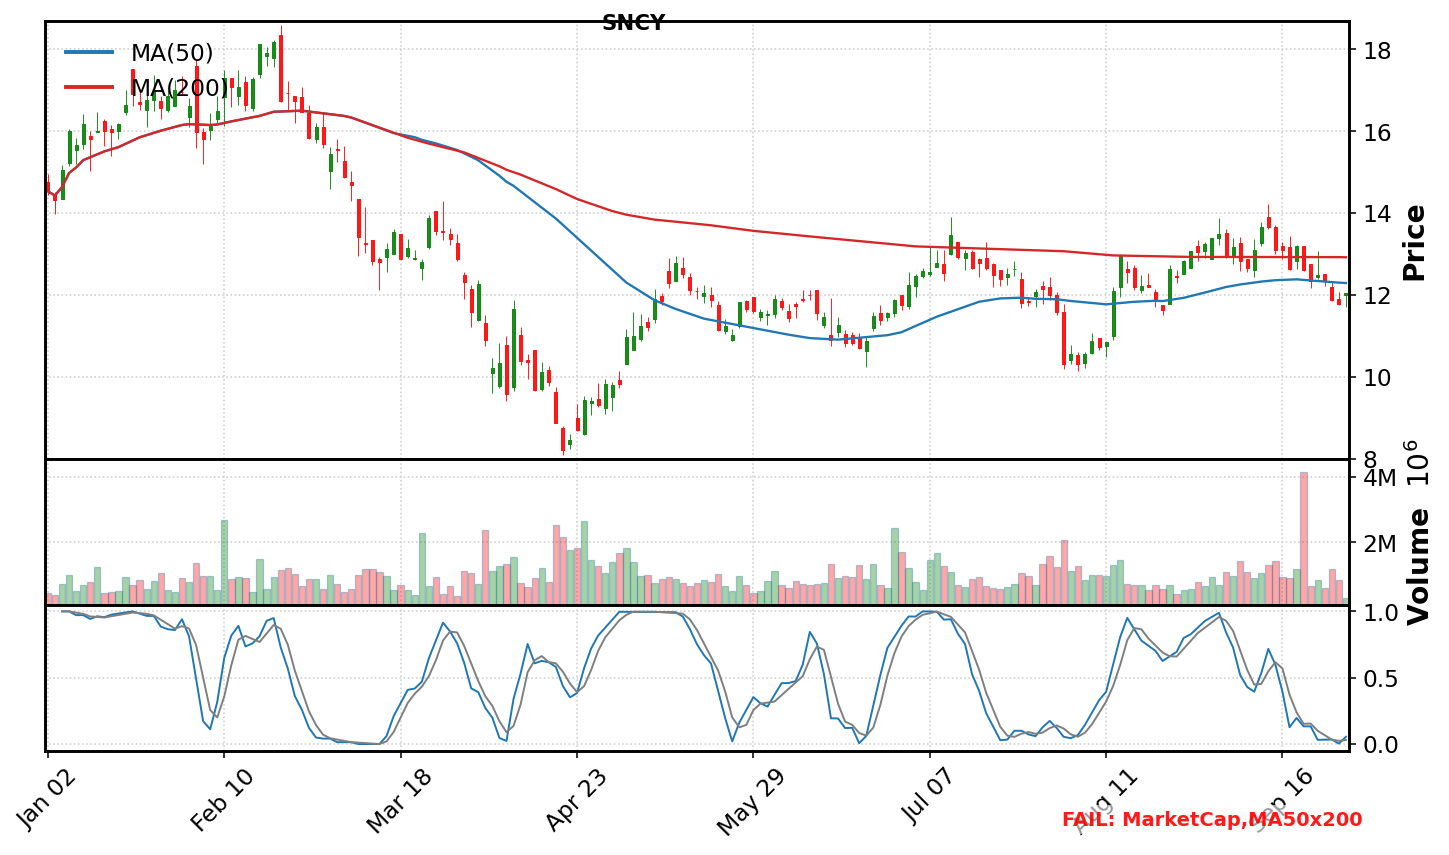 SNCY
MA(50)
MA(200)
18
16
14
12
10
8
Price
4M
2M
Volume 10^6
1.0
0.5
0.0
Jan 02
Feb 10
Mar 18
Apr 23
May 29
Jul 07
Aug 11
Sep 16
FAIL: MarketCap,MA50x200